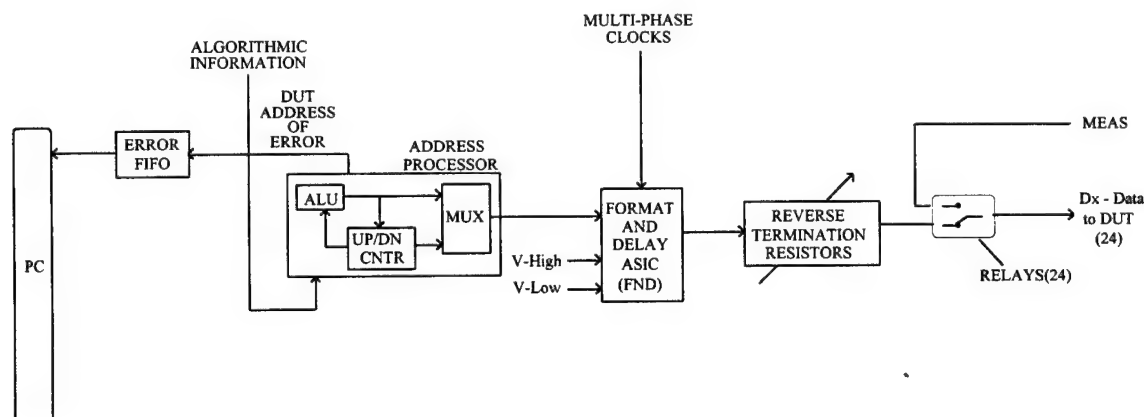 MULTI-PHASE
CLOCKS
ALGORITHMIC
INFORMATION
DUT
ADDRESS
OF
ERROR
ADDRESS
PROCESSOR
PC
ERROR
FIFO
ALU
UP/DN
CNTR
MUX
V-High
V-Low
FORMAT
AND
DELAY
ASIC
(FND)
REVERSE
TERMINATION
RESISTORS
MEAS
Dx - Data
to DUT
(24)
RELAYS(24)